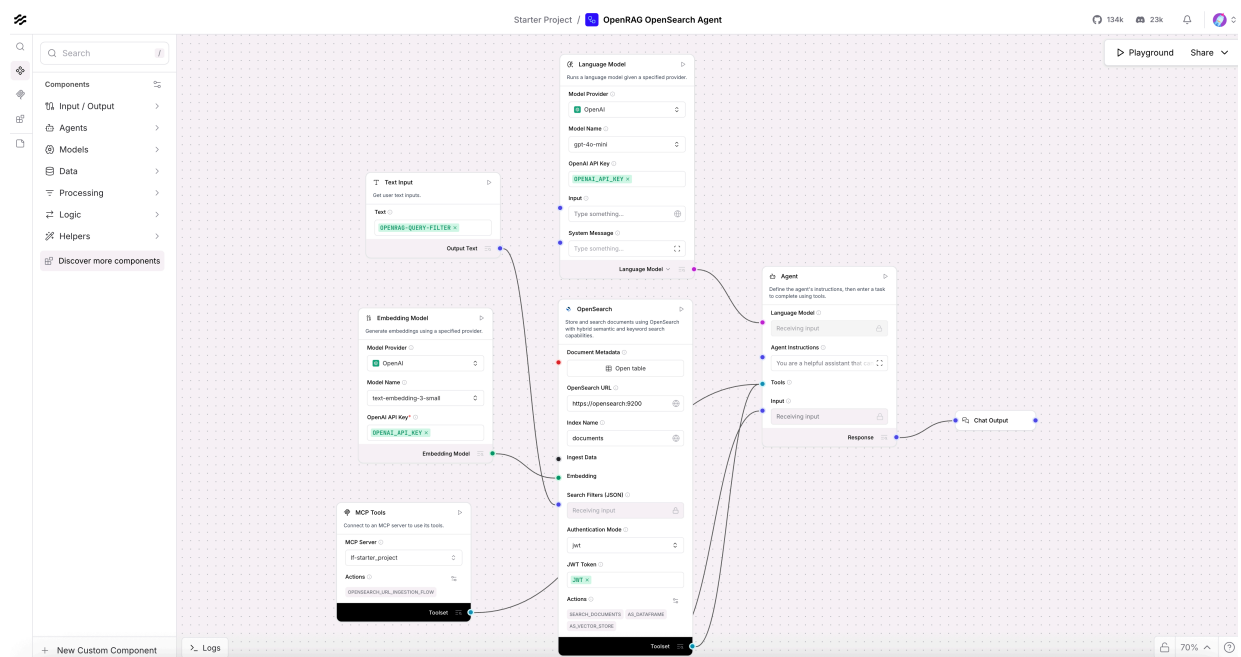 Starter Project / OpenRAG OpenSearch Agent
134k
23k
Search
/
Components
Input / Output
Agents
Models
Data
Processing
Logic
Helpers
Discover more components
New Custom Component
Logs
Playground
Share
70%
Text Input
Get user text inputs.
Text
OPENRAG-QUERY-FILTER ×
Output Text
Embedding Model
Generate embeddings using a specified provider.
Model Provider
OpenAI
Model Name
text-embedding-3-small
OpenAI API Key*
OPENAI_API_KEY ×
Embedding Model
MCP Tools
Connect to an MCP server to use its tools.
MCP Server
lf-starter_project
Actions
OPENSEARCH_URL_INGESTION_FLOW
Toolset
Language Model
Runs a language model given a specified provider.
Model Provider
OpenAI
Model Name
gpt-4o-mini
OpenAI API Key
OPENAI_API_KEY ×
Input
Type something...
System Message
Type something...
Language Model
OpenSearch
Store and search documents using OpenSearch
with hybrid semantic and keyword search
capabilities.
Document Metadata
Open table
OpenSearch URL
https://opensearch:9200
Index Name
documents
Ingest Data
Embedding
Search Filters (JSON)
Receiving input
Authentication Mode
jwt
JWT Token
JWT ×
Actions
SEARCH_DOCUMENTS AS_DATAFRAME
AS_VECTOR_STORE
Toolset
Agent
Define the agent's instructions, then enter a task
to complete using tools.
Language Model
Receiving input
Agent Instructions
You are a helpful assistant that
Tools
Input
Receiving input
Response
Chat Output